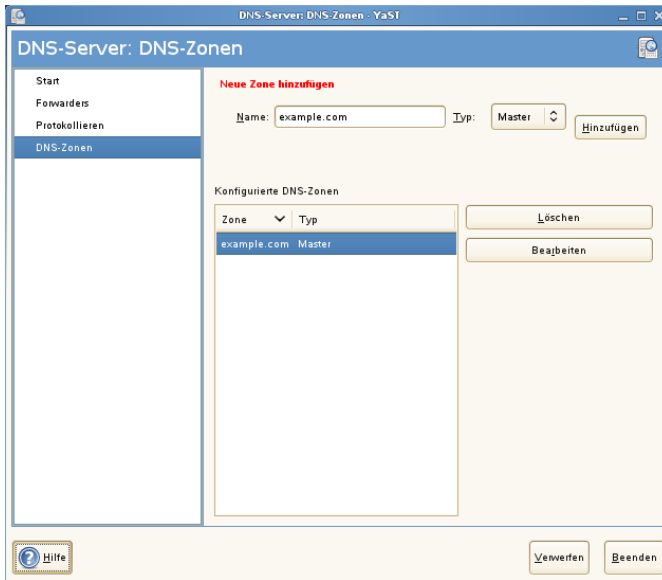 DNS-Server: DNS-Zonen - YaST
DNS-Server: DNS-Zonen
Start
Forwarders
Protokollieren
DNS-Zonen
Neue Zone hinzufügen
Name: example.com Typ: Master Hinzufügen
Konfigurierte DNS-Zonen
Zone Typ
example.com Master
Löschen
Bearbeiten
Hilfe Verwerfen Beenden